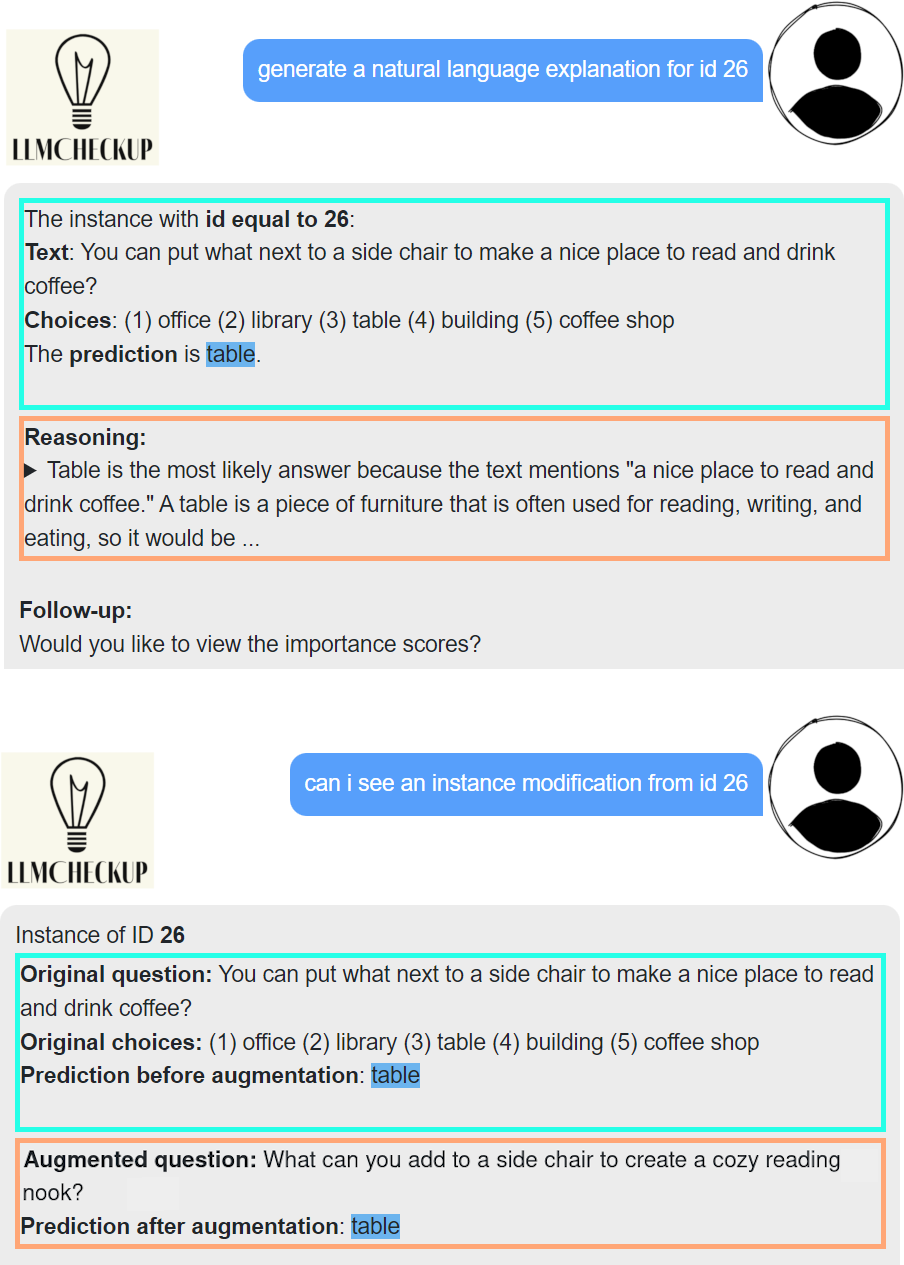 LLMCHECKUP
generate a natural language explanation for id 26
The instance with id equal to 26:
Text: You can put what next to a side chair to make a nice place to read and drink
coffee?
Choices: (1) office (2) library (3) table (4) building (5) coffee shop
The prediction is table.
Reasoning:
▶ Table is the most likely answer because the text mentions "a nice place to read and
drink coffee." A table is a piece of furniture that is often used for reading, writing, and
eating, so it would be ...
Follow-up:
Would you like to view the importance scores?
can i see an instance modification from id 26
LLMCHECKUP
Instance of ID 26
Original question: You can put what next to a side chair to make a nice place to read
and drink coffee?
Original choices: (1) office (2) library (3) table (4) building (5) coffee shop
Prediction before augmentation: table
Augmented question: What can you add to a side chair to create a cozy reading
nook?
Prediction after augmentation: table